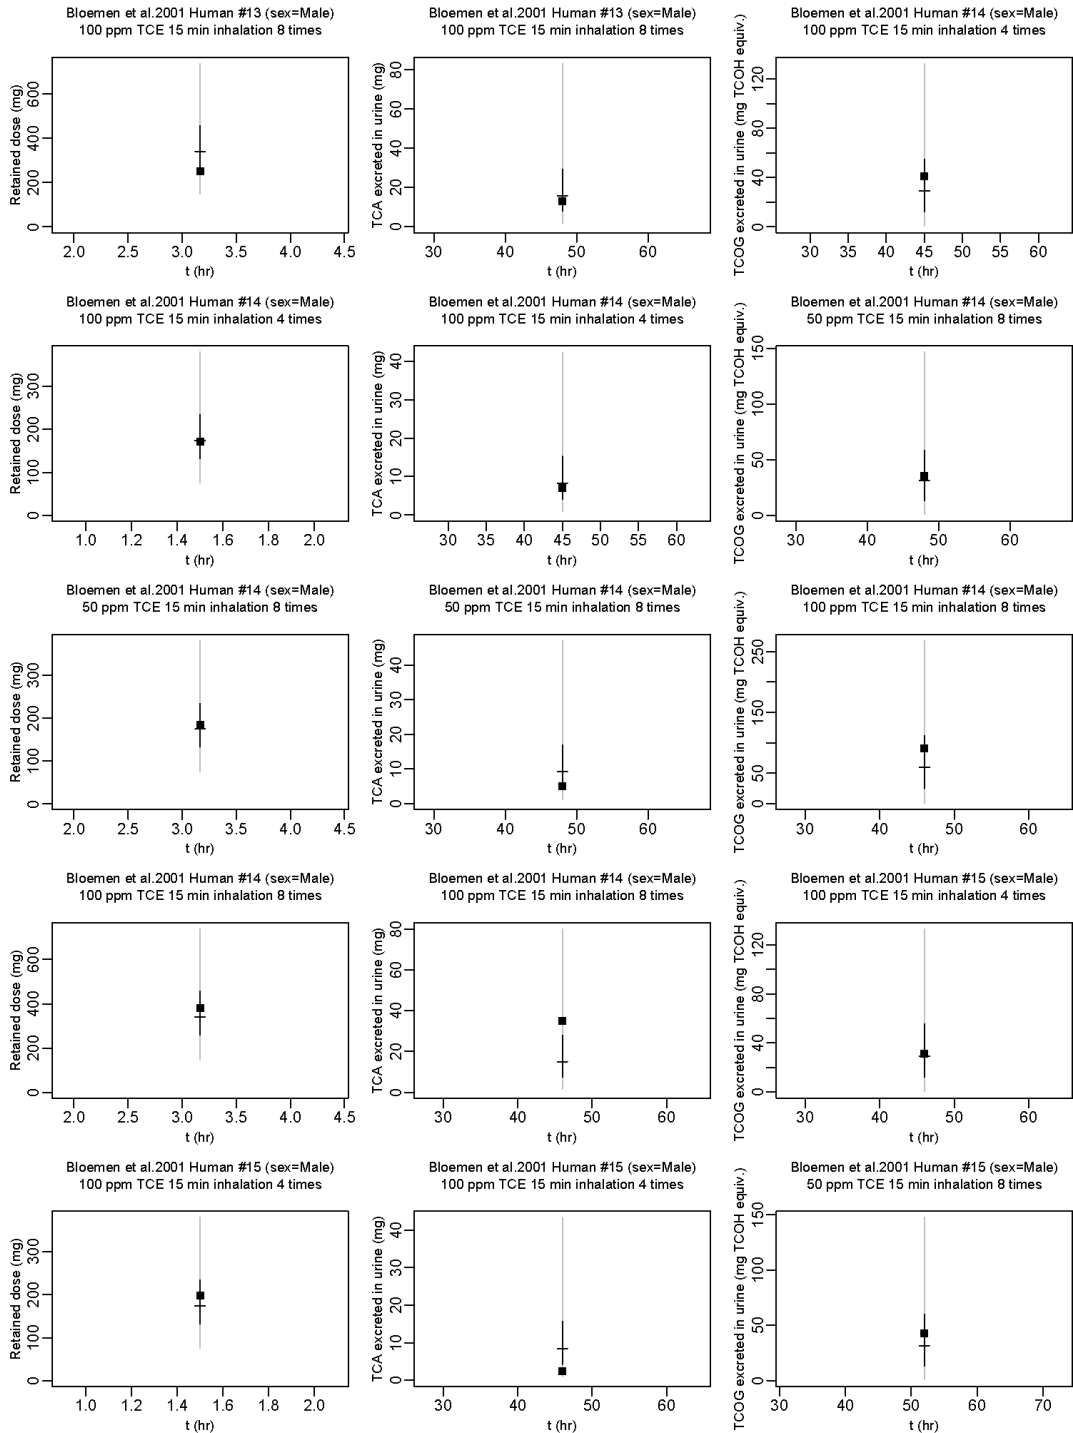 Bloemen et al.2001 Human #13 (sex=Male)
100 ppm TCE 15 min inhalation 8 times
Retained dose (mg)
0 200 400 600
2.0 2.5 3.0 3.5 4.0 4.5
t (hr)
Bloemen et al.2001 Human #13 (sex=Male)
100 ppm TCE 15 min inhalation 8 times
TCA excreted in urine (mg)
0 20 40 60 80
30 40 50 60
t (hr)
Bloemen et al.2001 Human #14 (sex=Male)
100 ppm TCE 15 min inhalation 4 times
TCOG excreted in urine (mg TCOH equiv.)
0 40 80 120
30 35 40 45 50 55 60
t (hr)
Bloemen et al.2001 Human #14 (sex=Male)
100 ppm TCE 15 min inhalation 4 times
Retained dose (mg)
0 100 200 300
1.0 1.2 1.4 1.6 1.8 2.0
t (hr)
Bloemen et al.2001 Human #14 (sex=Male)
100 ppm TCE 15 min inhalation 4 times
TCA excreted in urine (mg)
0 10 20 30 40
30 35 40 45 50 55 60
t (hr)
Bloemen et al.2001 Human #14 (sex=Male)
50 ppm TCE 15 min inhalation 8 times
TCOG excreted in urine (mg TCOH equiv.)
0 50 100 150
30 40 50 60
t (hr)
Bloemen et al.2001 Human #14 (sex=Male)
50 ppm TCE 15 min inhalation 8 times
Retained dose (mg)
0 100 200 300
2.0 2.5 3.0 3.5 4.0 4.5
t (hr)
Bloemen et al.2001 Human #14 (sex=Male)
50 ppm TCE 15 min inhalation 8 times
TCA excreted in urine (mg)
0 10 20 30 40
30 40 50 60
t (hr)
Bloemen et al.2001 Human #14 (sex=Male)
100 ppm TCE 15 min inhalation 8 times
TCOG excreted in urine (mg TCOH equiv.)
0 50 150 250
30 40 50 60
t (hr)
Bloemen et al.2001 Human #14 (sex=Male)
100 ppm TCE 15 min inhalation 8 times
Retained dose (mg)
0 200 400 600
2.0 2.5 3.0 3.5 4.0 4.5
t (hr)
Bloemen et al.2001 Human #14 (sex=Male)
100 ppm TCE 15 min inhalation 8 times
TCA excreted in urine (mg)
0 20 40 60 80
30 40 50 60
t (hr)
Bloemen et al.2001 Human #15 (sex=Male)
100 ppm TCE 15 min inhalation 4 times
TCOG excreted in urine (mg TCOH equiv.)
0 40 80 120
30 40 50 60
t (hr)
Bloemen et al.2001 Human #15 (sex=Male)
100 ppm TCE 15 min inhalation 4 times
Retained dose (mg)
0 100 200 300
1.0 1.2 1.4 1.6 1.8 2.0
t (hr)
Bloemen et al.2001 Human #15 (sex=Male)
100 ppm TCE 15 min inhalation 4 times
TCA excreted in urine (mg)
0 10 20 30 40
30 40 50 60
t (hr)
Bloemen et al.2001 Human #15 (sex=Male)
50 ppm TCE 15 min inhalation 8 times
TCOG excreted in urine (mg TCOH equiv.)
0 50 100 150
30 40 50 60 70
t (hr)